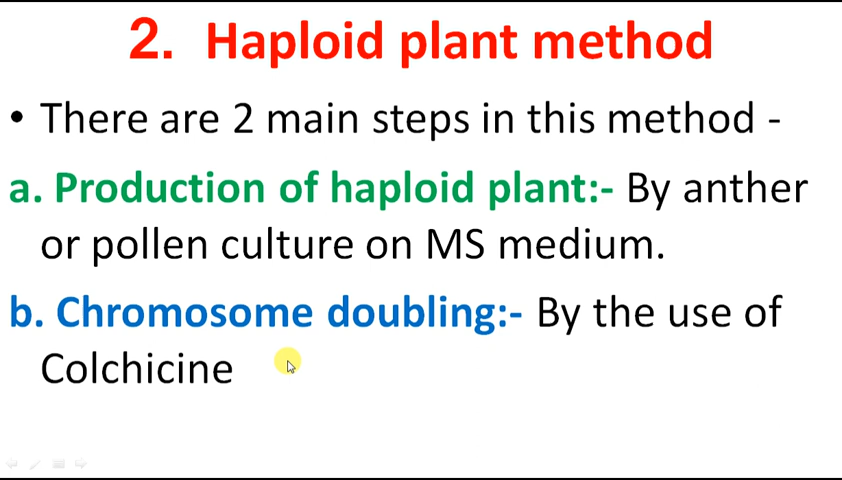 2. Haploid plant method
• There are 2 main steps in this method -
a. Production of haploid plant:- By anther
or pollen culture on MS medium.
b. Chromosome doubling:- By the use of
Colchicine